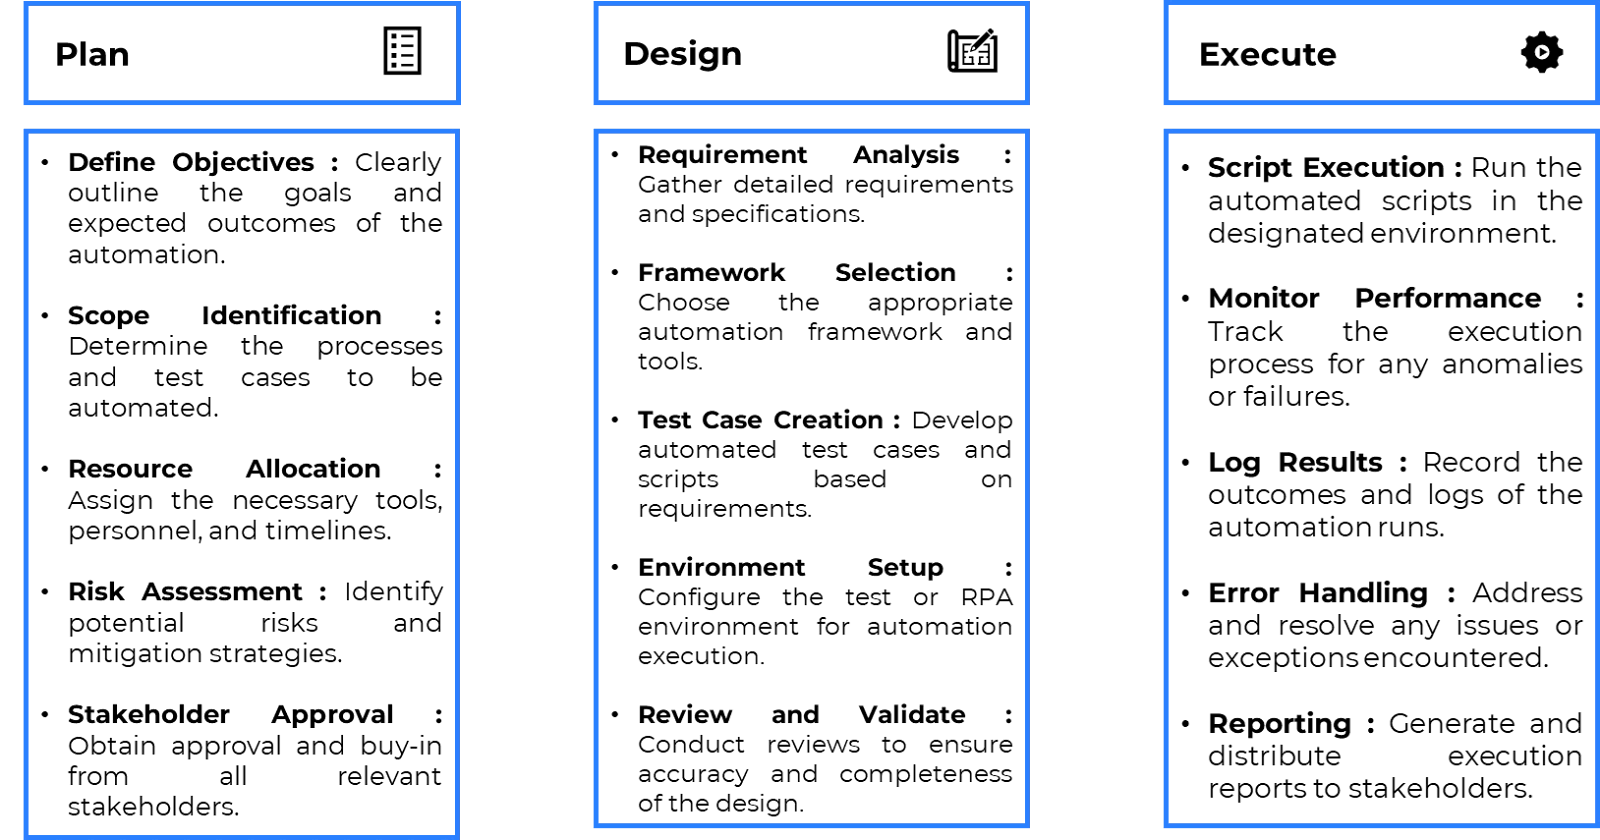 Plan
• Define Objectives : Clearly
outline the goals and
expected outcomes of the
automation.
• Scope Identification :
Determine the processes
and test cases to be
automated.
• Resource Allocation :
Assign the necessary tools,
personnel, and timelines.
• Risk Assessment : Identify
potential risks and
mitigation strategies.
• Stakeholder Approval :
Obtain approval and buy-in
from all relevant
stakeholders.
Design
• Requirement Analysis :
Gather detailed requirements
and specifications.
• Framework Selection :
Choose the appropriate
automation framework and
tools.
• Test Case Creation : Develop
automated test cases and
scripts based on
requirements.
• Environment Setup :
Configure the test or RPA
environment for automation
execution.
• Review and Validate :
Conduct reviews to ensure
accuracy and completeness
of the design.
Execute
• Script Execution : Run the
automated scripts in the
designated environment.
• Monitor Performance :
Track the execution
process for any anomalies
or failures.
• Log Results : Record the
outcomes and logs of the
automation runs.
• Error Handling : Address
and resolve any issues or
exceptions encountered.
• Reporting : Generate and
distribute execution
reports to stakeholders.